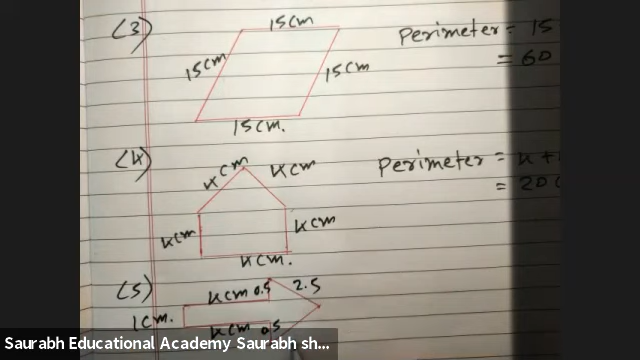 (3) 15cm Perimeter = 15
15cm 15cm = 60
15cm.
(4) 4cm 4cm Perimeter = 4+
4cm 4cm = 20
4cm.
(5) 4cm 0.5 2.5
1cm.
4cm 0.5
Saurabh Educational Academy Saurabh sh...